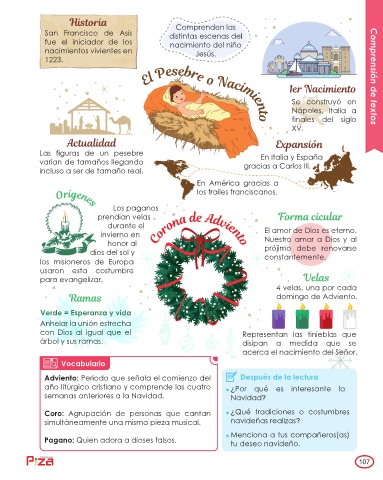 Historia
San Francisco de Asis
fue el iniciador de los
nacimientos vivientes en
1223.
Comprenden las
distintas escenas del
nacimiento del niño
Jesús.
El Pesebre o Nacimiento
1er Nacimiento
Se construyó en
Nápoles, Italia a
finales del siglo
XV.
Comprensión de textos
Actualidad
Las figuras de un pesebre
varían de tamaños llegando
incluso a ser de tamaño real.
Expansión
En Italia y España
gracias a Carlos III.
En América gracias a
los frailes franciscanos.
Orígenes
Los paganos
prendían velas
durante el
invierno en
honor al
dios del sol y
los misioneros de Europa
usaron esta costumbre
para evangelizar.
Corona de Adviento
Forma cicular
El amor de Dios es eterno.
Nuestro amor a Dios y al
prójimo debe renovarse
constantemente.
Velas
4 velas, una por cada
domingo de Adviento.
Representan las tinieblas que
disipan a medida que se
acerca el nacimiento del Señor.
Ramas
Verde = Esperanza y vida
Anhelar la unión estrecha
con Dios al igual que el
árbol y sus ramas.
Vocabulario
Adviento: Periodo que señala el comienzo del
año litúrgico cristiano y comprende las cuatro
semanas anteriores a la Navidad.
Coro: Agrupación de personas que cantan
simultáneamente una misma pieza musical.
Pagano: Quien adora a dioses falsos.
Después de la lectura
¿Por qué es interesante la
Navidad?
¿Qué tradiciones o costumbres
navideñas realizas?
Menciona a tus compañeros(as)
tu deseo navideño.
107